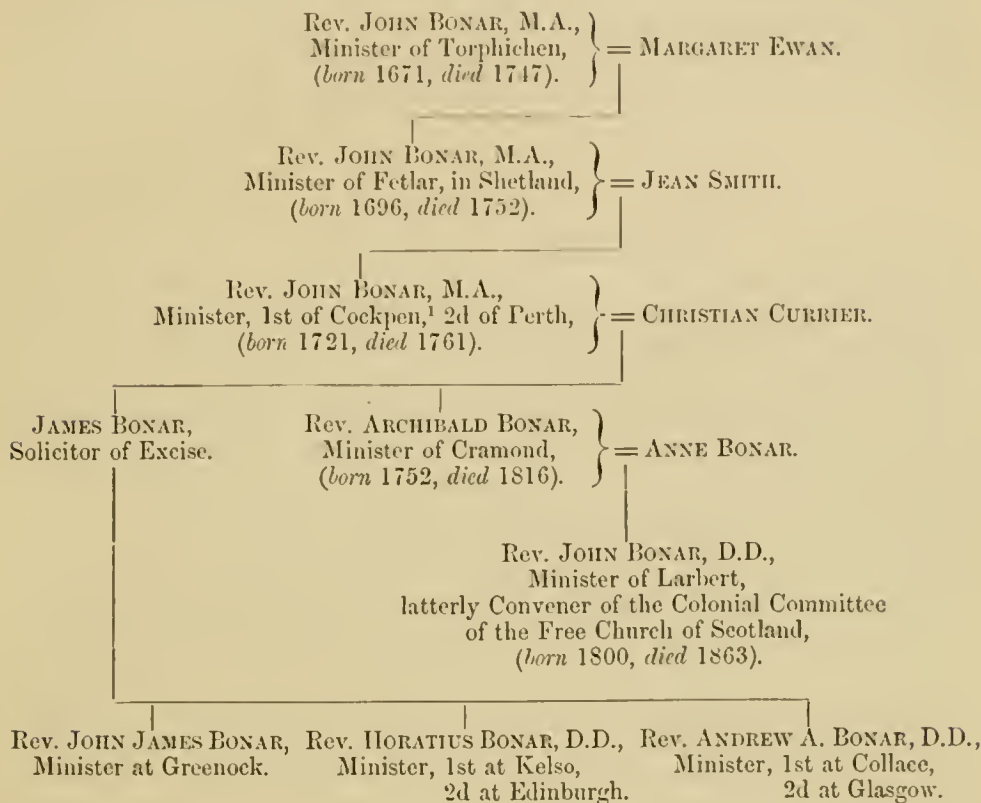 Rev. JOHN BONAR, M.A.,
Minister of Torphichen,
(born 1671, died 1747).
= MARGARET EWAN.
Rev. JOHN BONAR, M.A.,
Minister of Fetlar, in Shetland,
(born 1696, died 1752).
= JEAN SMITH.
Rev. JOHN BONAR, M.A.,
Minister, 1st of Cockpen,¹ 2d of Perth,
(born 1721, died 1761).
= CHRISTIAN CURRIER.
JAMES BONAR,
Solicitor of Excise.
Rev. ARCHIBALD BONAR,
Minister of Cramond,
(born 1752, died 1816).
= ANNE BONAR.
Rev. JOHN BONAR, D.D.,
Minister of Larbert,
latterly Convener of the Colonial Committee
of the Free Church of Scotland,
(born 1800, died 1863).
Rev. JOHN JAMES BONAR,
Minister at Greenock.
Rev. HORATIUS BONAR, D.D.,
Minister, 1st at Kelso,
2d at Edinburgh.
Rev. ANDREW A. BONAR, D.D.,
Minister, 1st at Collace,
2d at Glasgow.